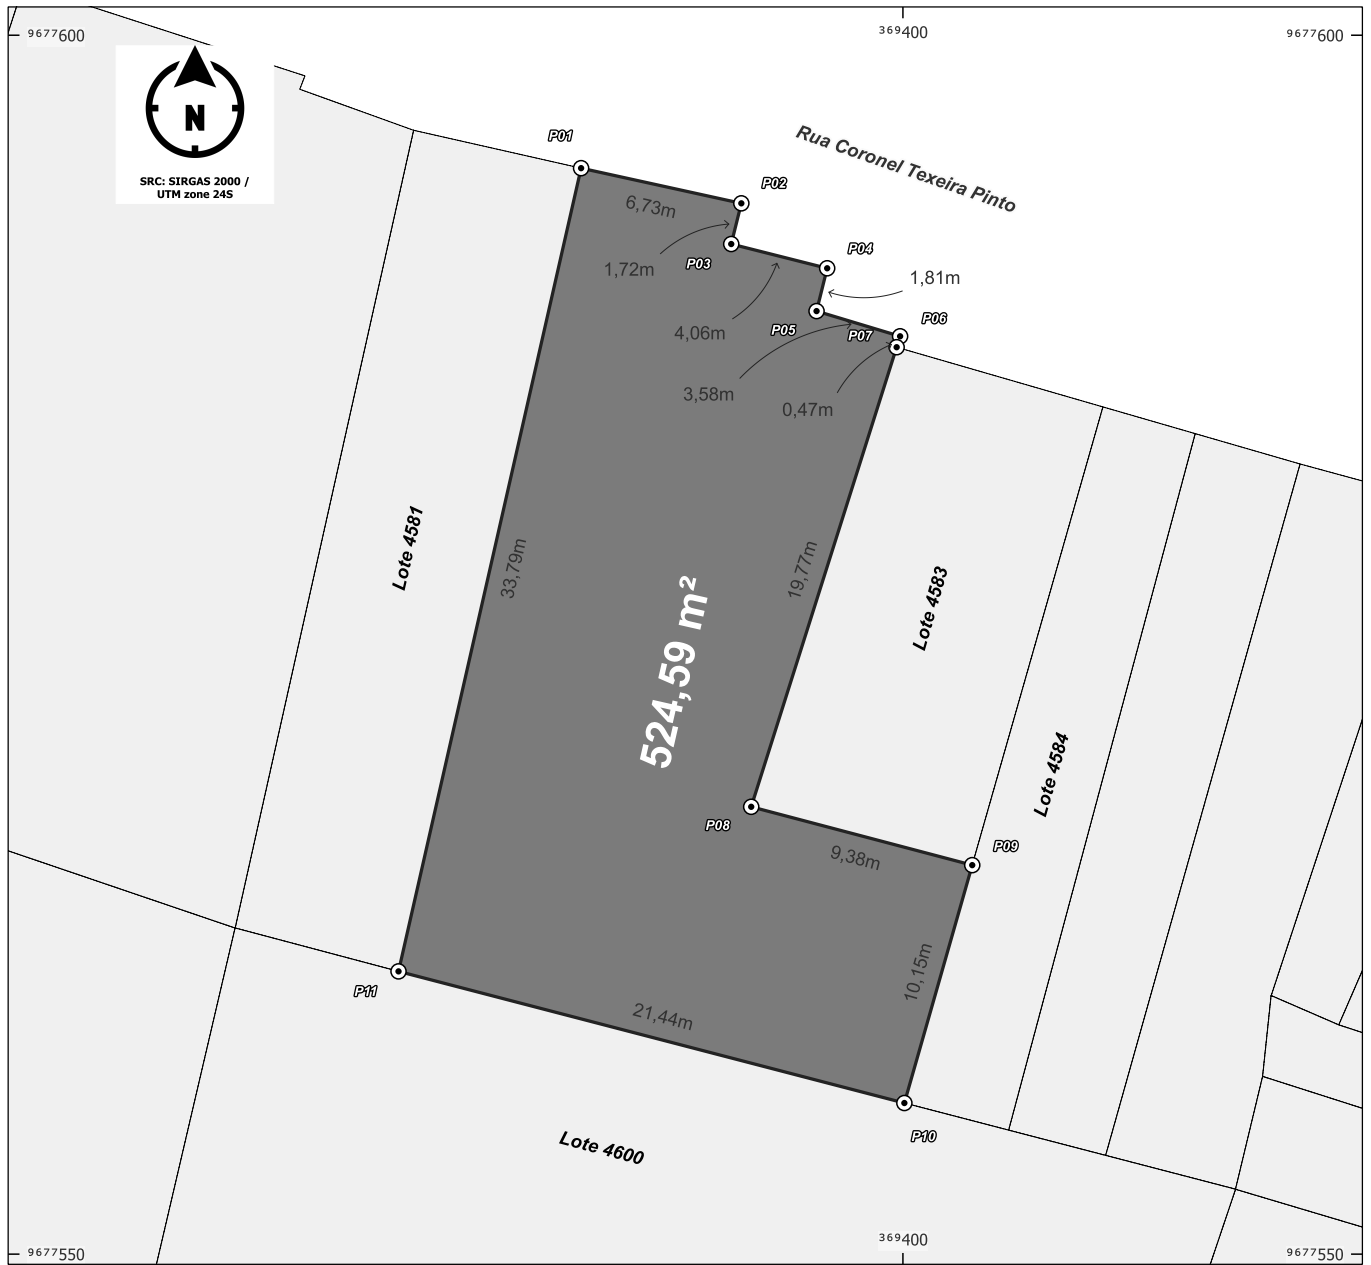 9677600
369400
9677600
N
SRC: SIRGAS 2000 /
UTM zone 24S
P01
Rua Coronel Texeira Pinto
P02
6,73m
P03
1,72m
P04
1,81m
4,06m
P05
P07
P06
3,58m
0,47m
Lote 4581
33,79m
19,77m
Lote 4583
524,59 m²
Lote 4584
P08
9,38m
P09
10,15m
P11
21,44m
P10
Lote 4600
9677550
369400
9677550